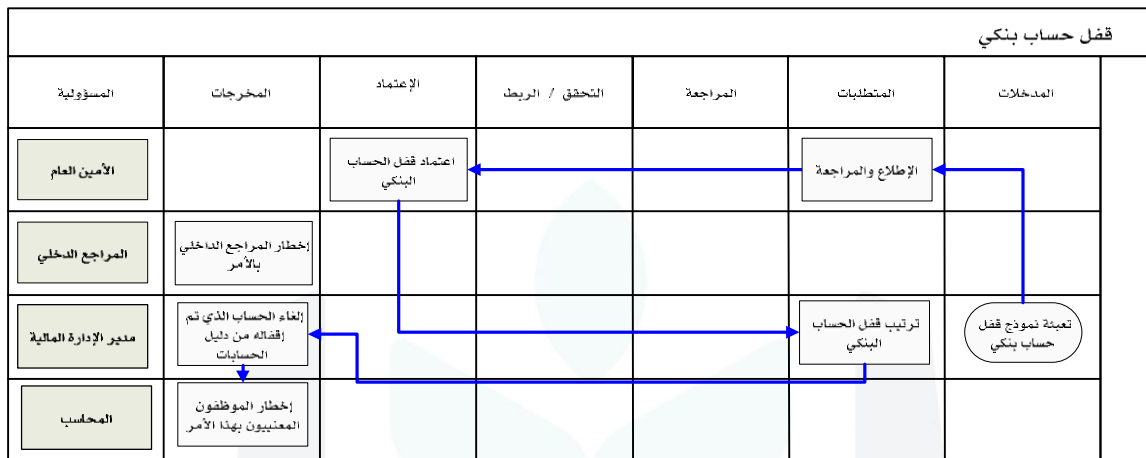 قفل حساب بنكي
المدخلات
المتطلبات
المراجعة
التحقق / الربط
الإعتماد
المخرجات
المسؤولية
الإطلاع والمراجعة
اعتماد قفل الحساب
البنكي
الأمين العام
إخطار المراجع الداخلي
بالأمر
المراجع الدخلي
تعبئة نموذج قفل
حساب بنكي
ترتيب قفل الحساب
البنكي
إلغاء الحساب الذي تم
إقفاله من دليل
الحسابات
مدير الإدارة المالية
إخطار الموظفون
المعنييون بهذا الأمر
المحاسب